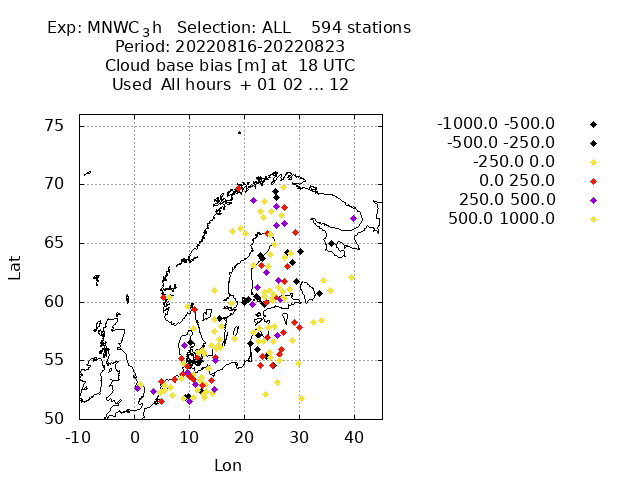 Exp: MNWC_3h Selection: ALL 594 stations
Period: 20220816-20220823
Cloud base bias [m] at 18 UTC
Used All hours + 01 02 ... 12
75
70
65
60
55
50
-10 0 10 20 30 40
Lat
Lon
-1000.0 -500.0
-500.0 -250.0
-250.0 0.0
0.0 250.0
250.0 500.0
500.0 1000.0